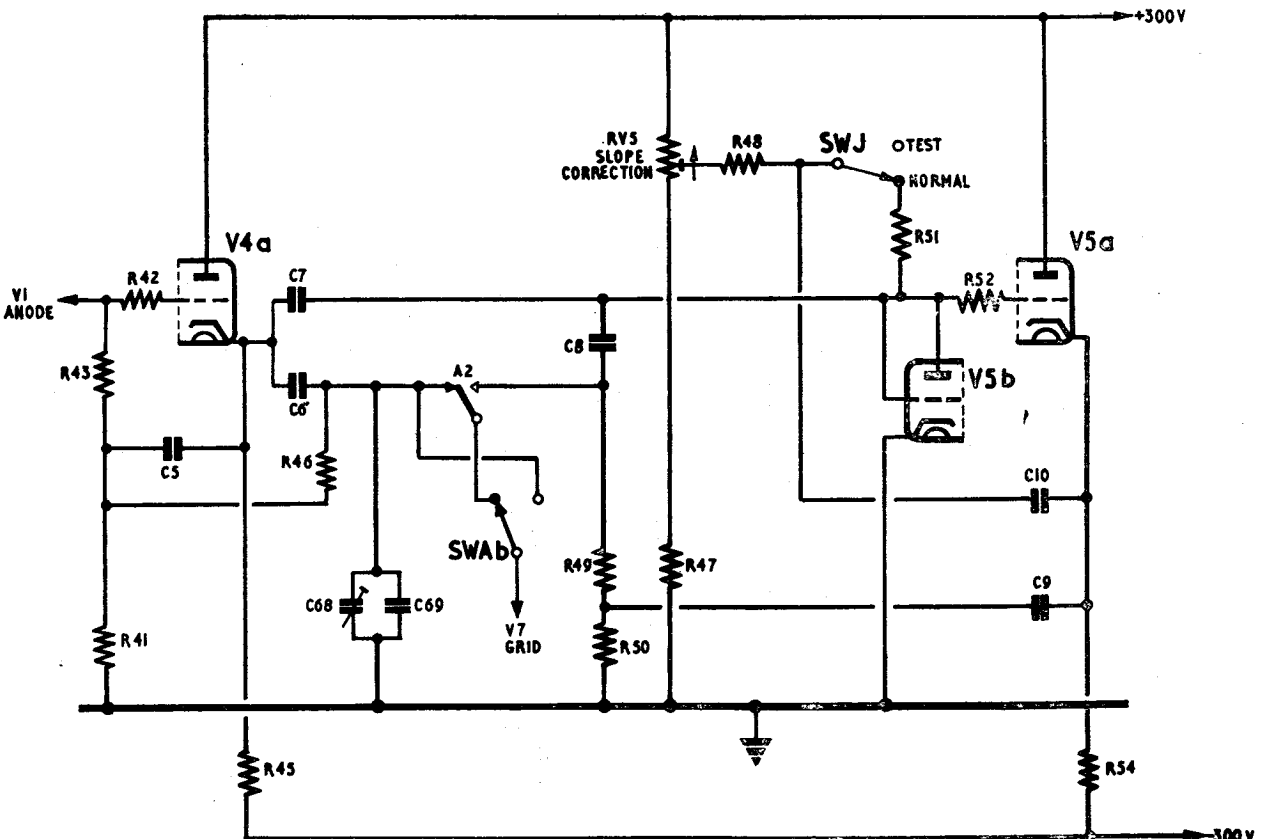 +300V
RV5
SLOPE
CORRECTION
R48
SWJ
TEST
NORMAL
R51
V4a
V5a
R42
C7
R52
V1
ANODE
C8
R43
A2
V5b
C6
R46
C5
C10
SWAb
R49
R47
C9
C68
C69
V7
GRID
R41
R50
R45
R54
-300V